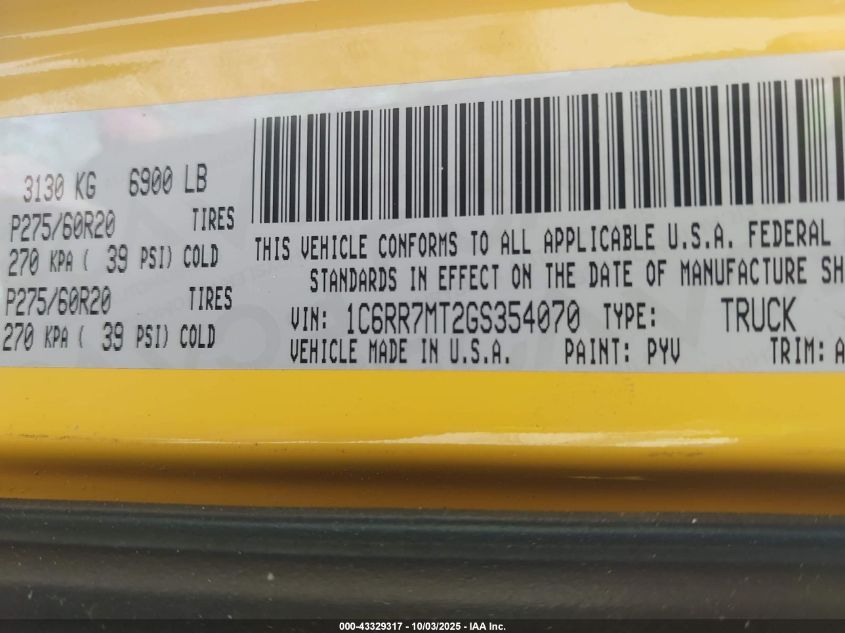 3130 KG 6900 LB
P275/60R20 TIRES
270 KPA ( 39 PSI) COLD
P275/60R20 TIRES
270 KPA ( 39 PSI) COLD
THIS VEHICLE CONFORMS TO ALL APPLICABLE U.S.A. FEDERAL
STANDARDS IN EFFECT ON THE DATE OF MANUFACTURE SH
VIN: 1C6RR7MT2GS354070 TYPE: TRUCK
VEHICLE MADE IN U.S.A. PAINT: PYV TRIM: A
000-43329317 - 10/03/2025 - IAA Inc.